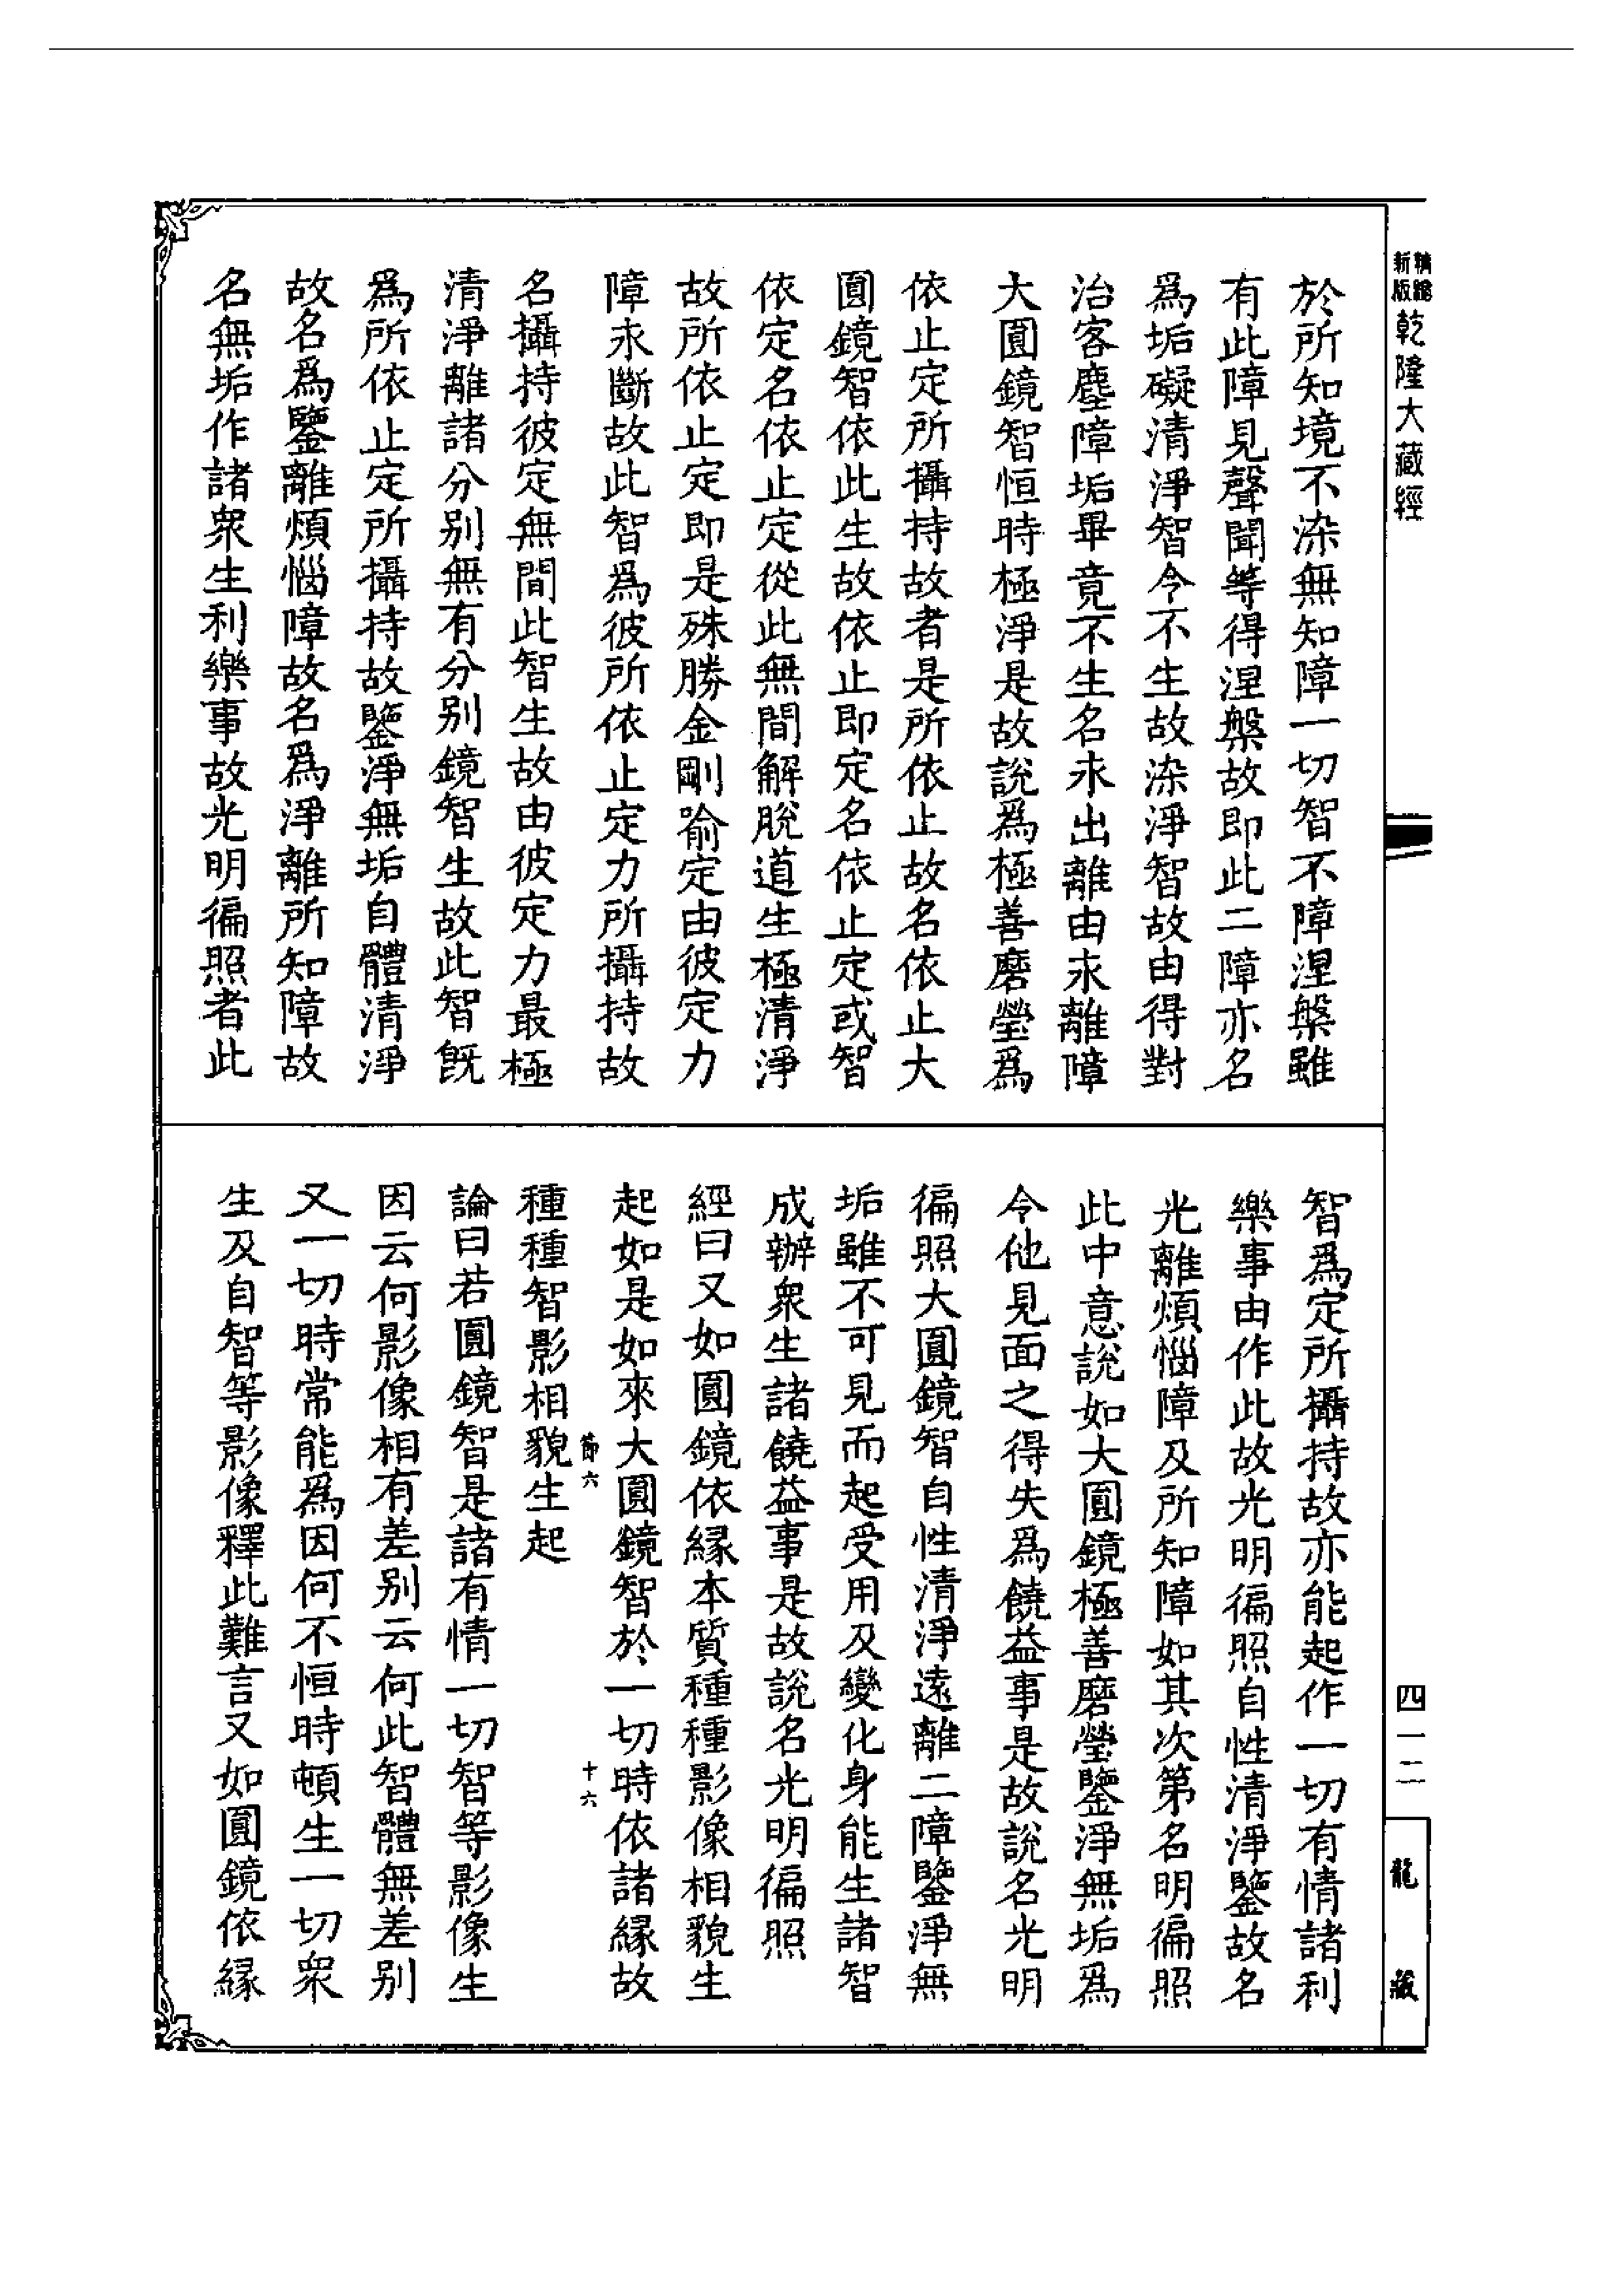 精縮
新版
乾隆大藏經
於所知境不染無知障一切智不障涅槃雖
有此障見聲聞等得涅槃故即此二障亦名
爲垢礙清淨智令不生故染淨智故由得對
治客塵障垢畢竟不生名永出離由永離障
大圓鏡智恒時極淨是故說爲極善磨瑩爲
依止定所攝持故者是所依止故名依止大
圓鏡智依此生故依止即定名依止定或智
依定名依止定從此無間解脫道生極清淨
故所依止定即是殊勝金剛喻定由彼定力
障永斷故此智爲彼所依止定力所攝持故
名攝持彼定無間此智生故由彼定力最極
清淨離諸分別無有分別鏡智生故此智既
爲所依止定所攝持故鑒淨無垢自體清淨
故名爲鑒離煩惱障故名爲淨離所知障故
名無垢作諸衆生利樂事故光明徧照者此
智爲定所攝持故亦能起作一切有情諸利
樂事由作此故光明徧照自性清淨鑒故名
光離煩惱障及所知障如其次第名明徧照
此中意說如大圓鏡極善磨瑩鑒淨無垢爲
令他見面之得失爲饒益事是故說名光明
徧照大圓鏡智自性清淨遠離二障鑒淨無
垢雖不可見而起受用及變化身能生諸智
成辦衆生諸饒益事是故說名光明徧照
經曰又如圓鏡依緣本質種種影像相貌生
起如是如來大圓鏡智於一切時依諸緣故
節六
十六
種種智影相貌生起
論曰若圓鏡智是諸有情一切智等影像生
因云何影像相有差別云何此智體無差別
又一切時常能爲因何不恒時頓生一切衆
生及自智等影像釋此難言又如圓鏡依緣
四一二
龍藏